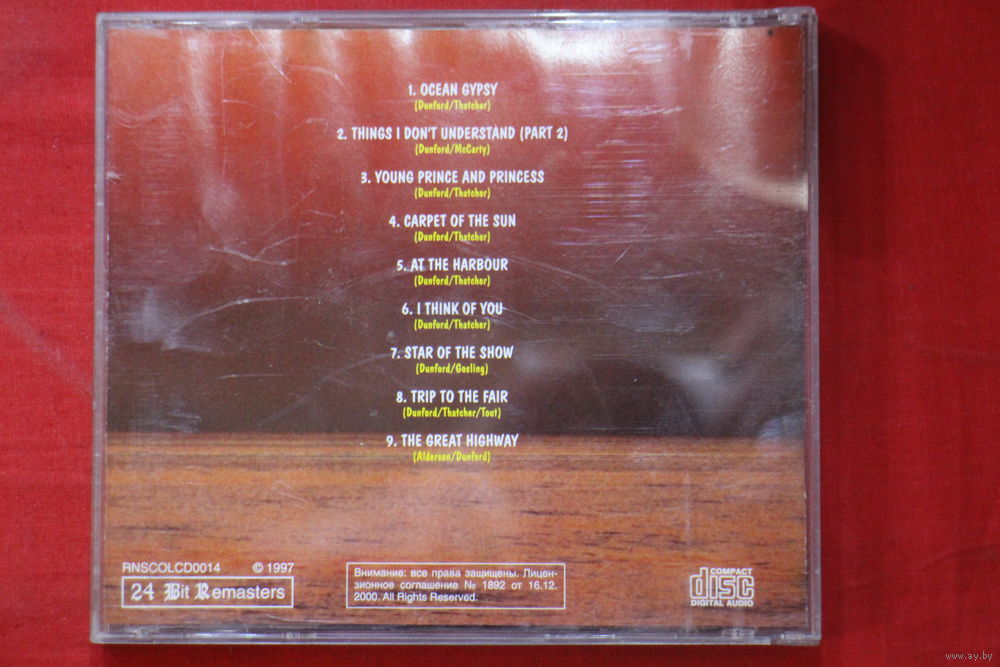 1. OCEAN GYPSY
(Dunford/Thatcher)
2. THINGS I DON'T UNDERSTAND (PART 2)
(Dunford/McCarty)
3. YOUNG PRINCE AND PRINCESS
(Dunford/Thatcher)
4. CARPET OF THE SUN
(Dunford/Thatcher)
5. AT THE HARBOUR
(Dunford/Thatcher)
6. I THINK OF YOU
(Dunford/Thatcher)
7. STAR OF THE SHOW
(Dunford/Gosling)
8. TRIP TO THE FAIR
(Dunford/Thatcher/Tout)
9. THE GREAT HIGHWAY
(Alderson/Dunford)
RNSCOLCD0014 © 1997
24 Bit Remasters
Внимание: все права защищены. Лицен-
зионное соглашение № 1892 от 16.12.
2000. All Rights Reserved.
COMPACT
disc
DIGITAL AUDIO
www.ay.by